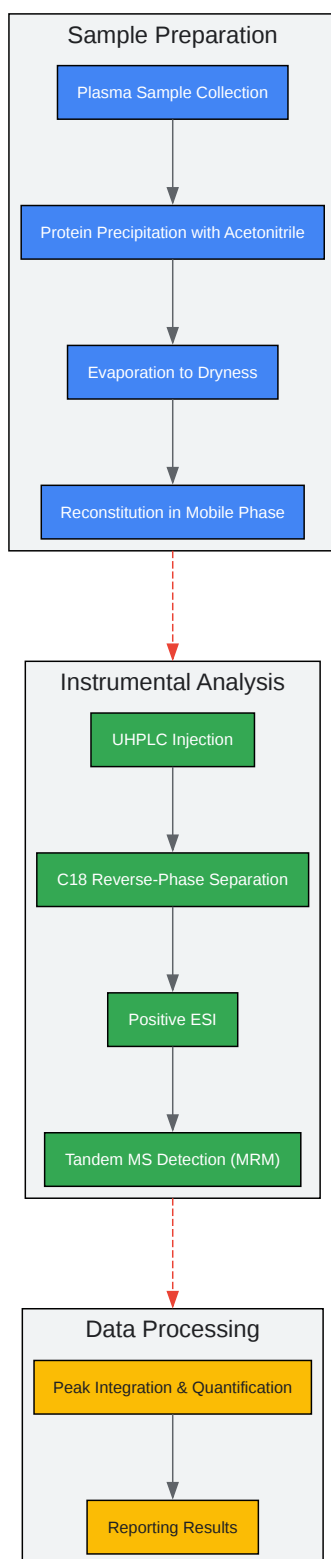 Sample Preparation
Plasma Sample Collection
Protein Precipitation with Acetonitrile
Evaporation to Dryness
Reconstitution in Mobile Phase
Instrumental Analysis
UHPLC Injection
C18 Reverse-Phase Separation
Positive ESI
Tandem MS Detection (MRM)
Data Processing
Peak Integration & Quantification
Reporting Results